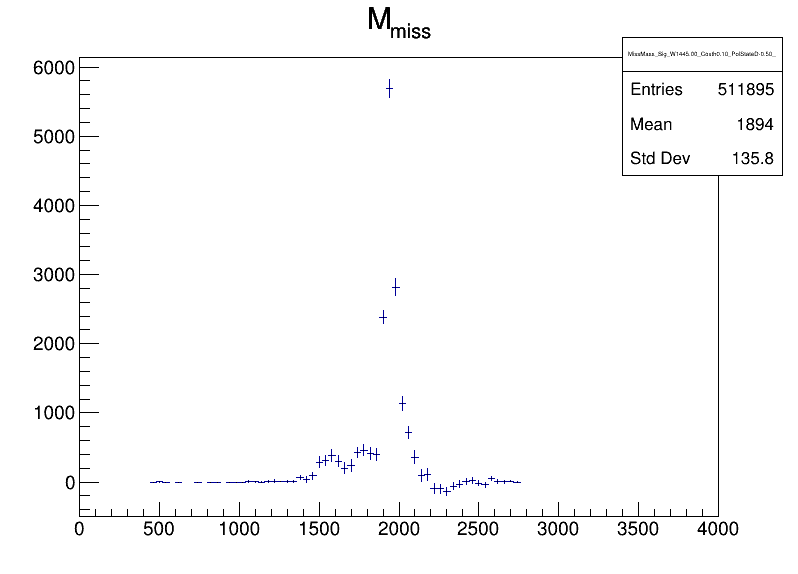 M_miss
MissMass_Sig_W1445.00_Costh0.10_PolStateD-0.50_
Entries 511895
Mean 1894
Std Dev 135.8
6000
5000
4000
3000
2000
1000
0
0 500 1000 1500 2000 2500 3000 3500 4000